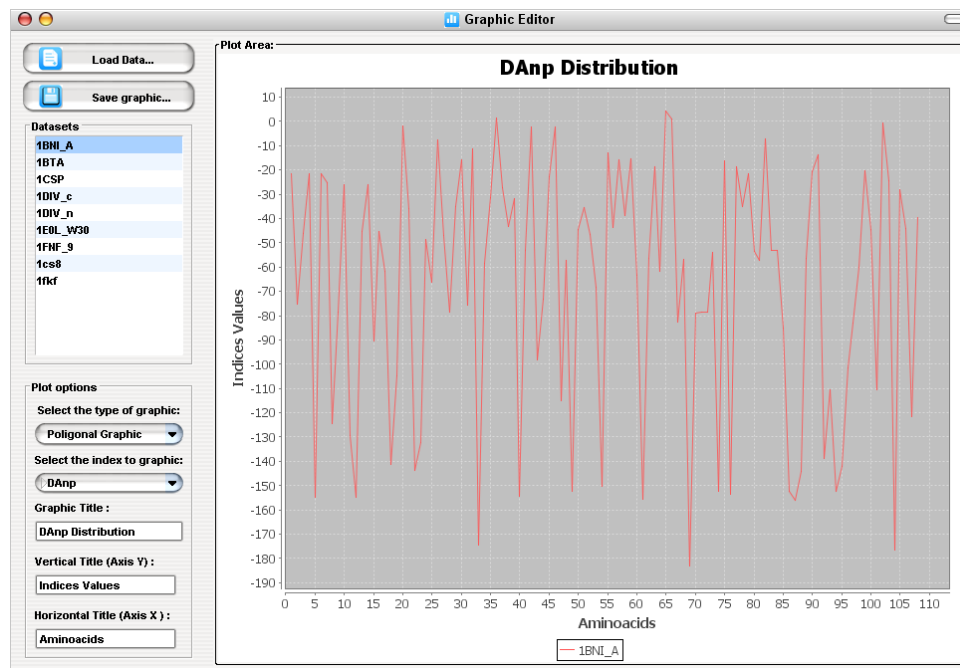 Graphic Editor
Load Data...
Save graphic...
Datasets
1BNI_A
1BTA
1CSP
1DIV_c
1DIV_n
1E0L_W30
1FNF_9
1cs8
1fkf
Plot options
Select the type of graphic:
Poligonal Graphic
Select the index to graphic:
DAnp
Graphic Title :
DAnp Distribution
Vertical Title (Axis Y) :
Indices Values
Horizontal Title (Axis X ) :
Aminoacids
Plot Area:
DAnp Distribution
Indices Values
10
0
-10
-20
-30
-40
-50
-60
-70
-80
-90
-100
-110
-120
-130
-140
-150
-160
-170
-180
-190
0 5 10 15 20 25 30 35 40 45 50 55 60 65 70 75 80 85 90 95 100 105 110
Aminoacids
1BNI_A